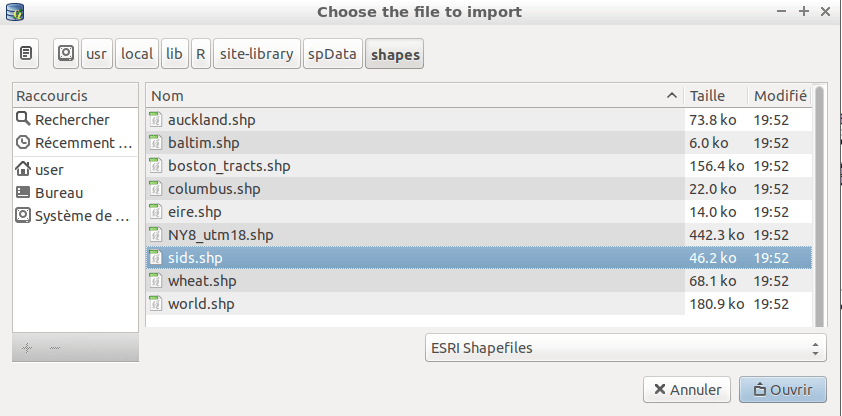 Choose the file to import
usr local lib R site-library spData shapes
Raccourcis
Rechercher
Récemment ...
user
Bureau
Système de ...
Nom Taille Modifié
auckland.shp 73.8 ko 19:52
baltim.shp 6.0 ko 19:52
boston_tracts.shp 156.4 ko 19:52
columbus.shp 22.0 ko 19:52
eire.shp 14.0 ko 19:52
NY8_utm18.shp 442.3 ko 19:52
sids.shp 46.2 ko 19:52
wheat.shp 68.1 ko 19:52
world.shp 180.9 ko 19:52
ESRI Shapefiles
Annuler Ouvrir